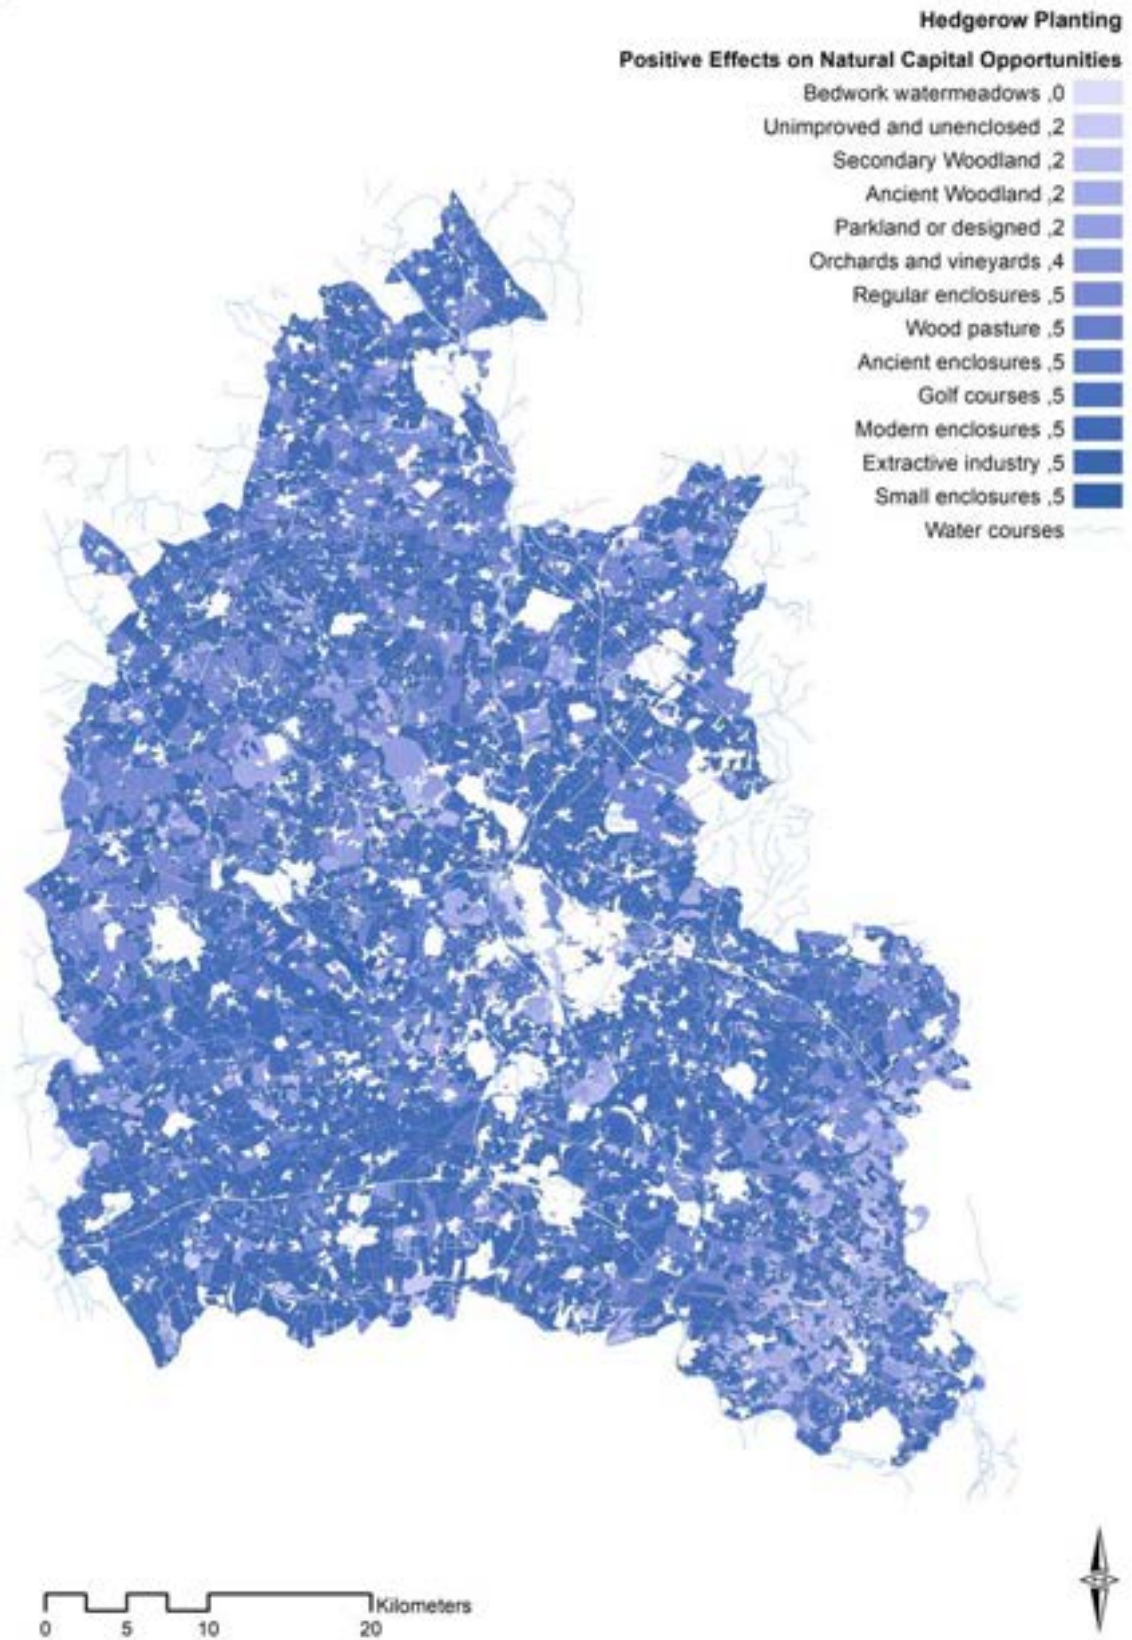 Hedgerow Planting
Positive Effects on Natural Capital Opportunities
Bedwork watermeadows ,0
Unimproved and unenclosed ,2
Secondary Woodland ,2
Ancient Woodland ,2
Parkland or designed ,2
Orchards and vineyards ,4
Regular enclosures ,5
Wood pasture ,5
Ancient enclosures ,5
Golf courses ,5
Modern enclosures ,5
Extractive industry ,5
Small enclosures ,5
Water courses
Kilometers
0 5 10 20